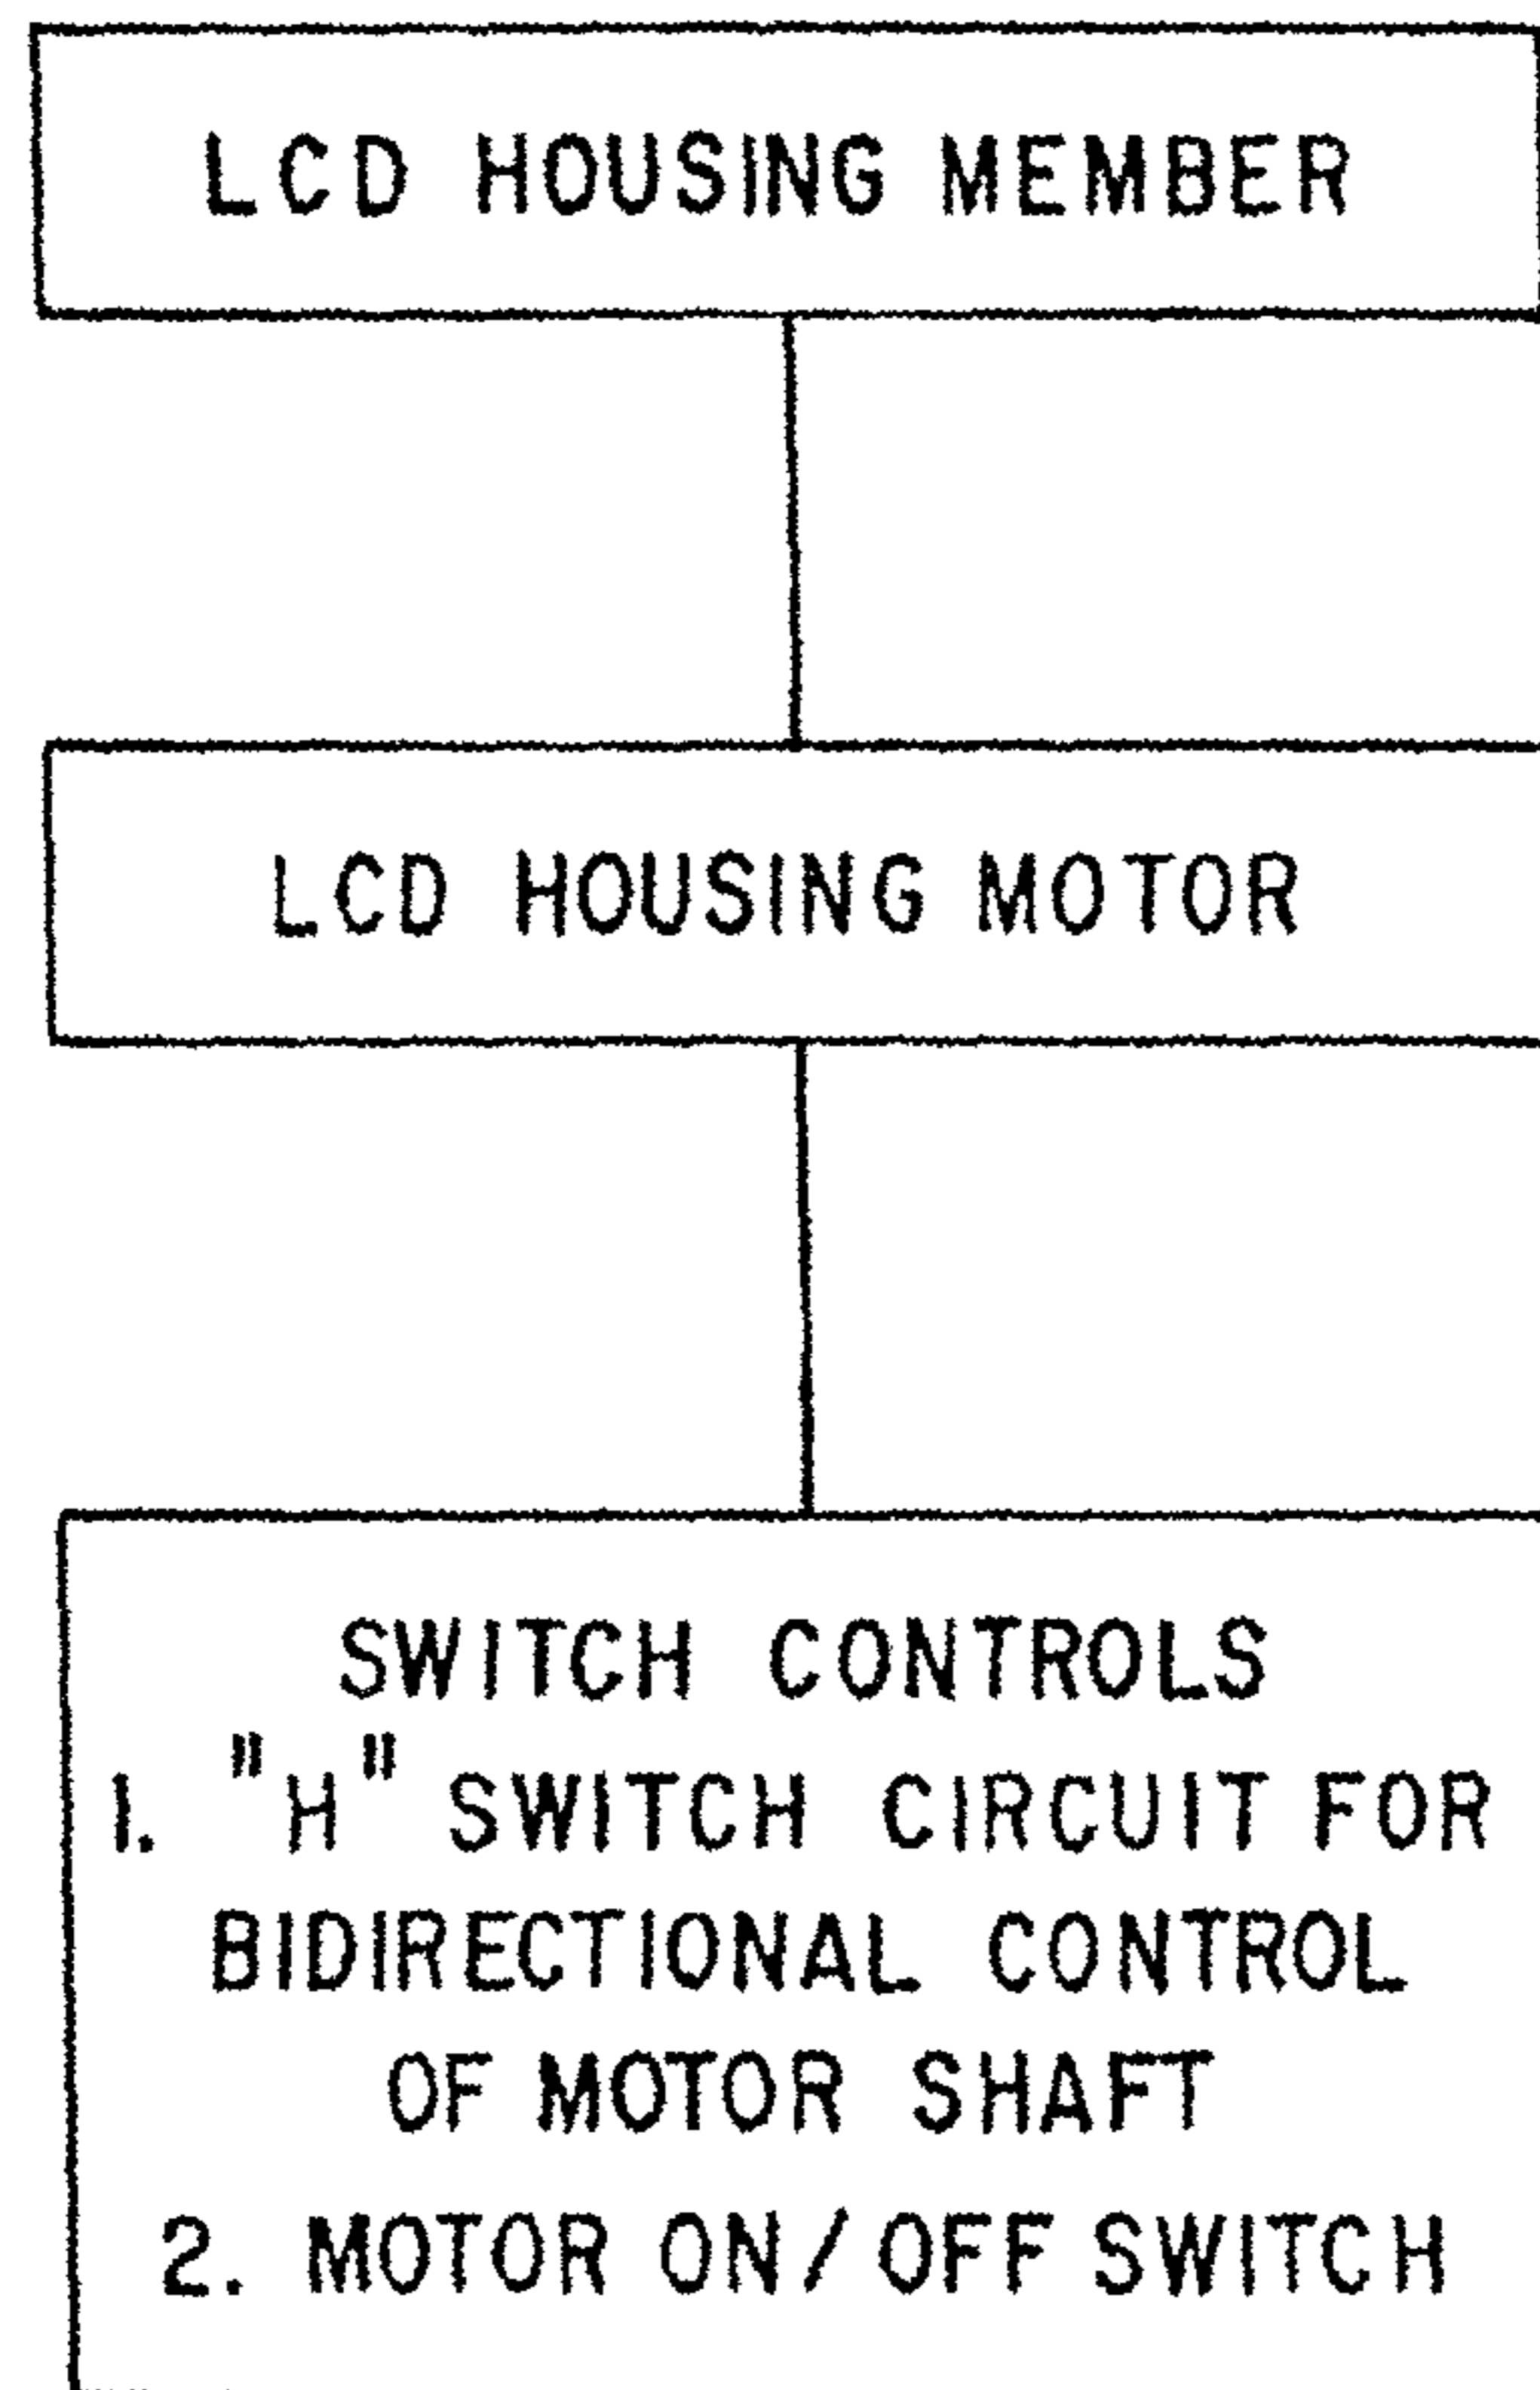 LCD HOUSING MEMBER
LCD HOUSING MOTOR
SWITCH CONTROLS
1. "H" SWITCH CIRCUIT FOR
BIDIRECTIONAL CONTROL
OF MOTOR SHAFT
2. MOTOR ON/OFF SWITCH